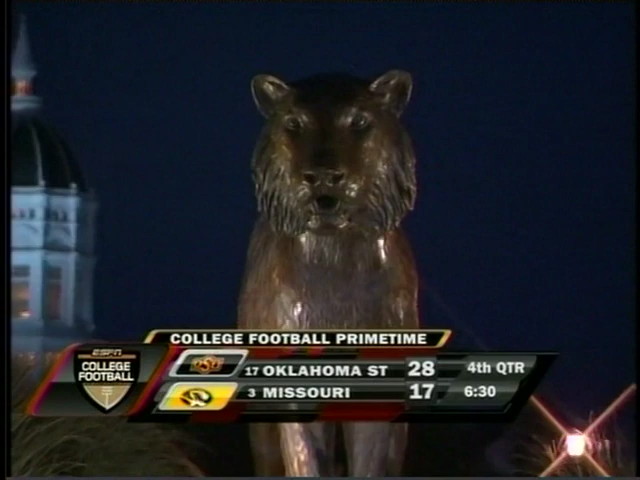 COLLEGE FOOTBALL PRIMETIME
ESPN
COLLEGE
FOOTBALL
OSU
17 OKLAHOMA ST 28 4th QTR
3 MISSOURI 17 6:30